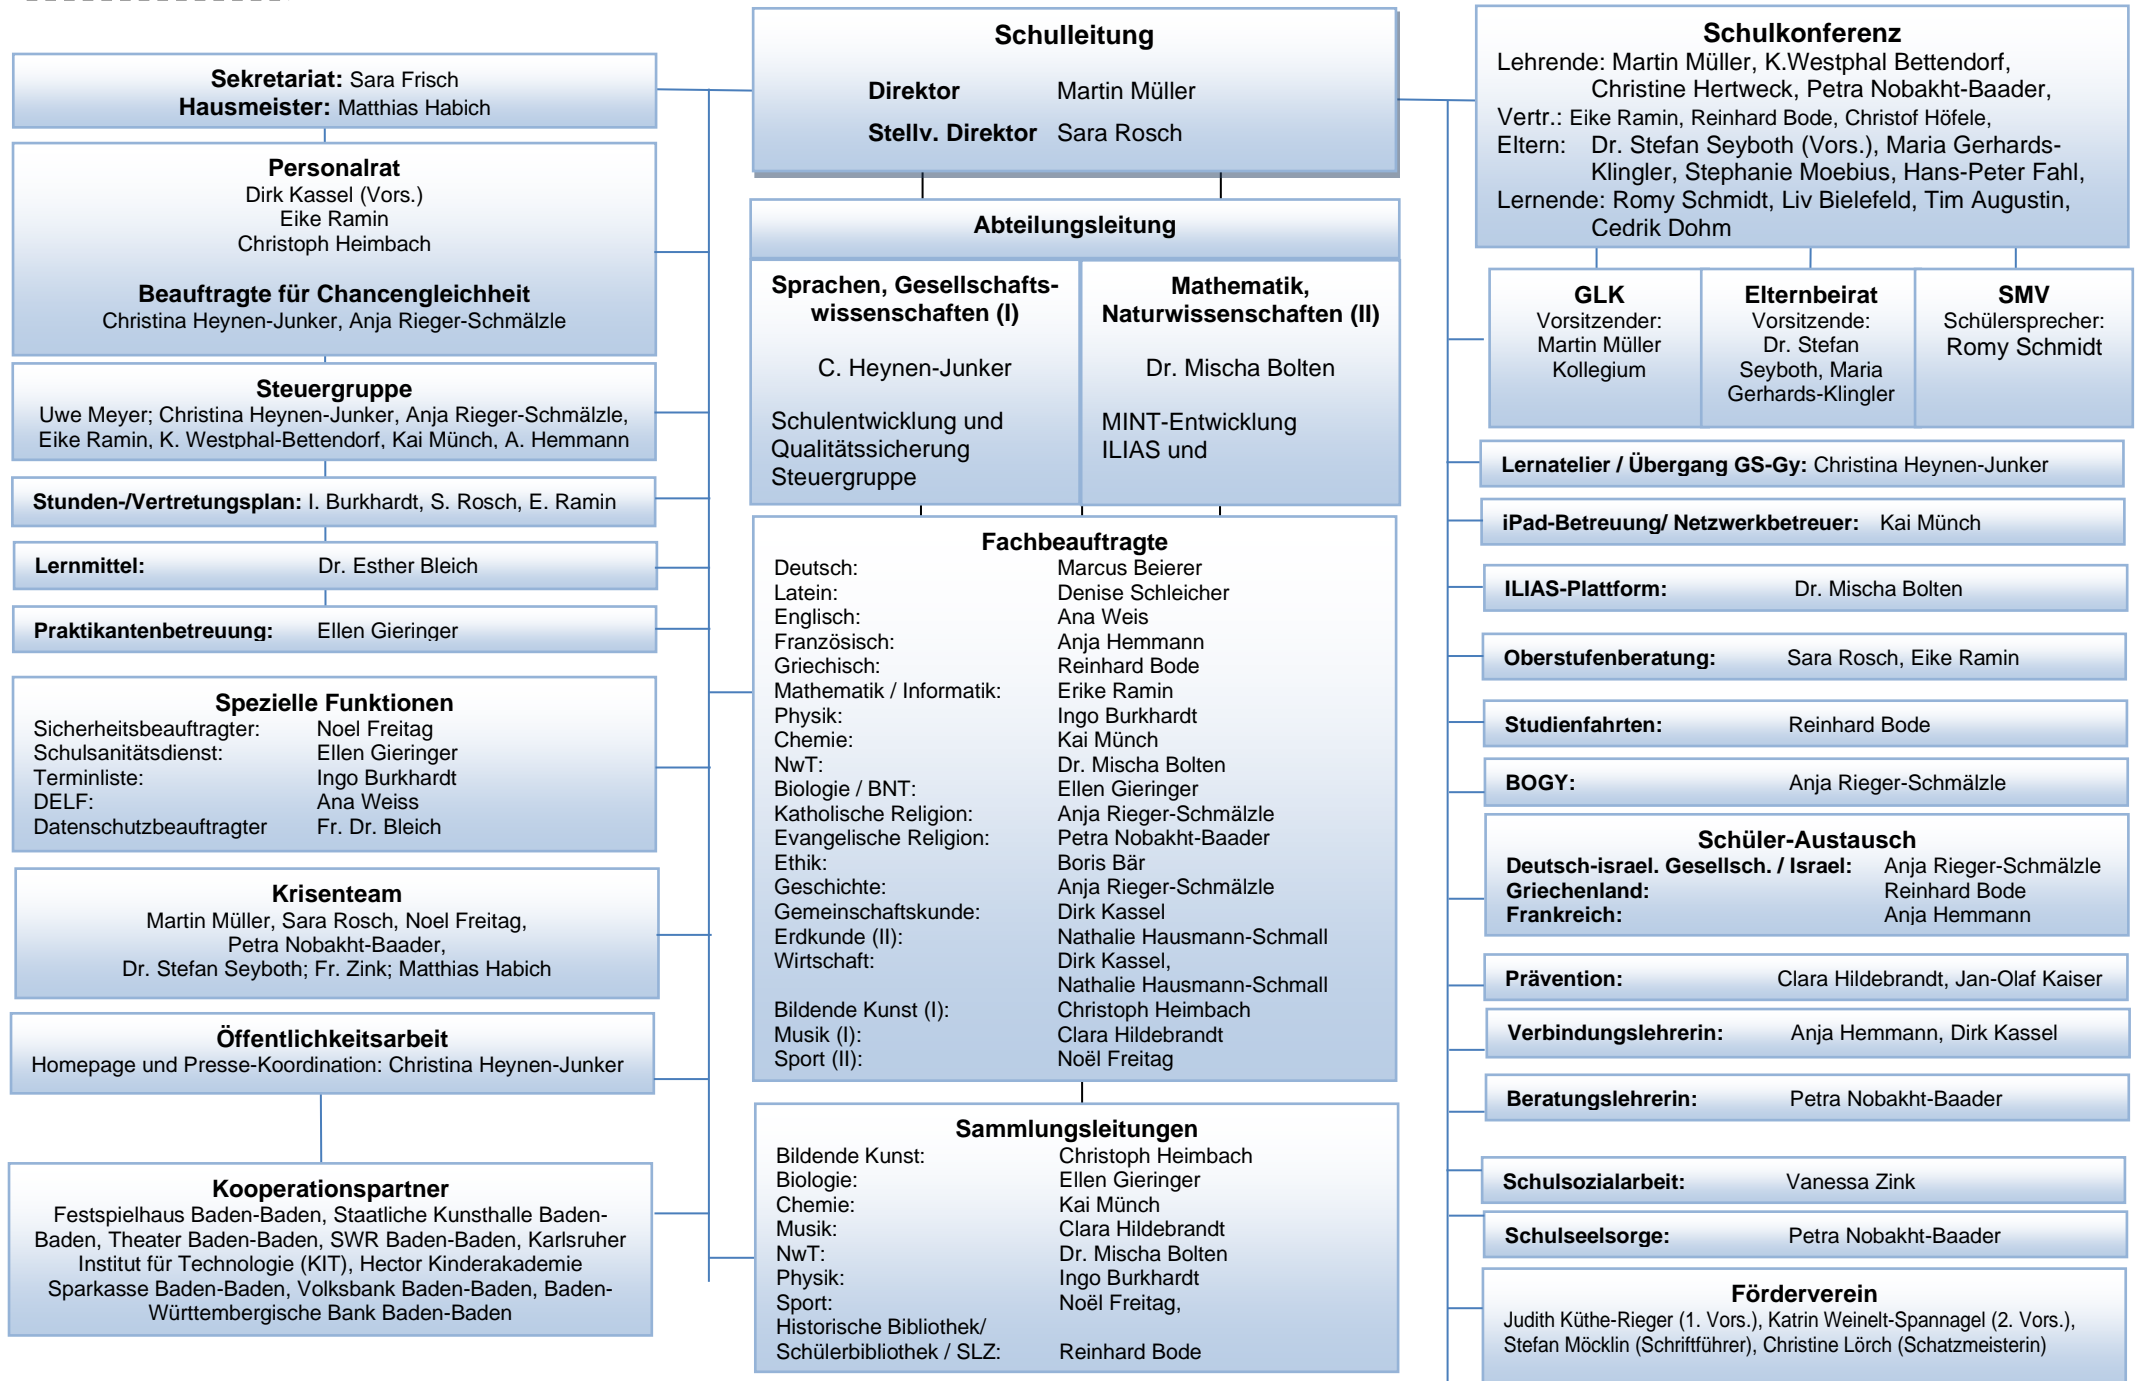 Schulleitung
Direktor Martin Müller
Stellv. Direktor Sara Rosch
Sekretariat: Sara Frisch
Hausmeister: Matthias Habich
Personalrat
Dirk Kassel (Vors.)
Eike Ramin
Christoph Heimbach
Beauftragte für Chancengleichheit
Christina Heynen-Junker, Anja Rieger-Schmälzle
Steuergruppe
Uwe Meyer; Christina Heynen-Junker, Anja Rieger-Schmälzle,
Eike Ramin, K. Westphal-Bettendorf, Kai Münch, A. Hemmann
Stunden-/Vertretungsplan: I. Burkhardt, S. Rosch, E. Ramin
Lernmittel: Dr. Esther Bleich
Praktikantenbetreuung: Ellen Gieringer
Spezielle Funktionen
Sicherheitsbeauftragter: Noel Freitag
Schulsanitätsdienst: Ellen Gieringer
Terminliste: Ingo Burkhardt
DELF: Ana Weiss
Datenschutzbeauftragter Fr. Dr. Bleich
Krisenteam
Martin Müller, Sara Rosch, Noel Freitag,
Petra Nobakht-Baader,
Dr. Stefan Seyboth; Fr. Zink; Matthias Habich
Öffentlichkeitsarbeit
Homepage und Presse-Koordination: Christina Heynen-Junker
Kooperationspartner
Festspielhaus Baden-Baden, Staatliche Kunsthalle Baden-
Baden, Theater Baden-Baden, SWR Baden-Baden, Karlsruher
Institut für Technologie (KIT), Hector Kinderakademie
Sparkasse Baden-Baden, Volksbank Baden-Baden, Baden-
Württembergische Bank Baden-Baden
Abteilungsleitung
Sprachen, Gesellschafts-
wissenschaften (I)
C. Heynen-Junker
Schulentwicklung und
Qualitätssicherung
Steuergruppe
Mathematik,
Naturwissenschaften (II)
Dr. Mischa Bolten
MINT-Entwicklung
ILIAS und
Fachbeauftragte
Deutsch: Marcus Beierer
Latein: Denise Schleicher
Englisch: Ana Weis
Französisch: Anja Hemmann
Griechisch: Reinhard Bode
Mathematik / Informatik: Erike Ramin
Physik: Ingo Burkhardt
Chemie: Kai Münch
NwT: Dr. Mischa Bolten
Biologie / BNT: Ellen Gieringer
Katholische Religion: Anja Rieger-Schmälzle
Evangelische Religion: Petra Nobakht-Baader
Ethik: Boris Bär
Geschichte: Anja Rieger-Schmälzle
Gemeinschaftskunde: Dirk Kassel
Erdkunde (II): Nathalie Hausmann-Schmall
Wirtschaft: Dirk Kassel,
Nathalie Hausmann-Schmall
Bildende Kunst (I): Christoph Heimbach
Musik (I): Clara Hildebrandt
Sport (II): Noël Freitag
Sammlungsleitungen
Bildende Kunst: Christoph Heimbach
Biologie: Ellen Gieringer
Chemie: Kai Münch
Musik: Clara Hildebrandt
NwT: Dr. Mischa Bolten
Physik: Ingo Burkhardt
Sport: Noël Freitag,
Historische Bibliothek/
Schülerbibliothek / SLZ: Reinhard Bode
Schulkonferenz
Lehrende: Martin Müller, K.Westphal Bettendorf,
Christine Hertweck, Petra Nobakht-Baader,
Vertr.: Eike Ramin, Reinhard Bode, Christof Höfele,
Eltern: Dr. Stefan Seyboth (Vors.), Maria Gerhards-
Klingler, Stephanie Moebius, Hans-Peter Fahl,
Lernende: Romy Schmidt, Liv Bielefeld, Tim Augustin,
Cedrik Dohm
GLK
Vorsitzender:
Martin Müller
Kollegium
Elternbeirat
Vorsitzende:
Dr. Stefan
Seyboth, Maria
Gerhards-Klingler
SMV
Schülersprecher:
Romy Schmidt
Lernatelier / Übergang GS-Gy: Christina Heynen-Junker
iPad-Betreuung/ Netzwerkbetreuer: Kai Münch
ILIAS-Plattform: Dr. Mischa Bolten
Oberstufenberatung: Sara Rosch, Eike Ramin
Studienfahrten: Reinhard Bode
BOGY: Anja Rieger-Schmälzle
Schüler-Austausch
Deutsch-israel. Gesellsch. / Israel: Anja Rieger-Schmälzle
Griechenland: Reinhard Bode
Frankreich: Anja Hemmann
Prävention: Clara Hildebrandt, Jan-Olaf Kaiser
Verbindungslehrerin: Anja Hemmann, Dirk Kassel
Beratungslehrerin: Petra Nobakht-Baader
Schulsozialarbeit: Vanessa Zink
Schulseelsorge: Petra Nobakht-Baader
Förderverein
Judith Küthe-Rieger (1. Vors.), Katrin Weinelt-Spannagel (2. Vors.),
Stefan Möcklin (Schriftführer), Christine Lörch (Schatzmeisterin)